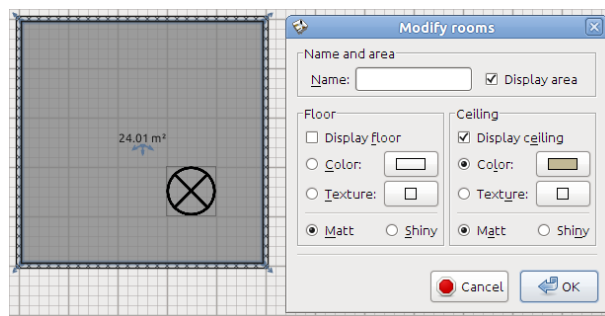 24.01 m²
Modify rooms
Name and area
Name:
Display area
Floor
Display floor
Color:
Texture:
Matt Shiny
Ceiling
Display ceiling
Color:
Texture:
Matt Shiny
Cancel OK